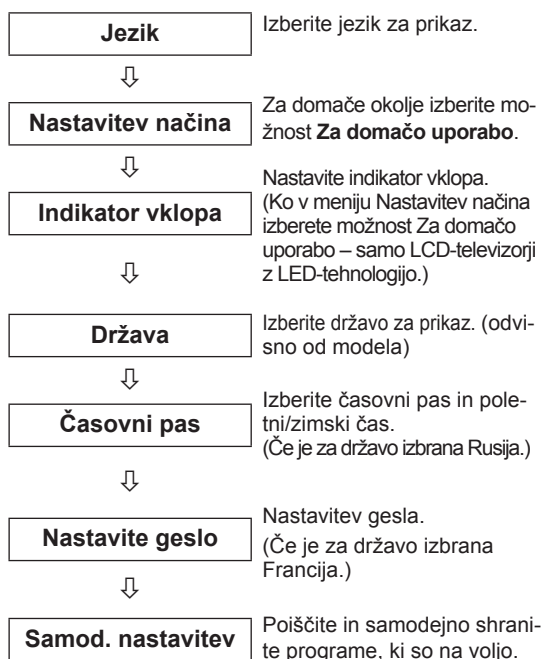 Jezik
Izberite jezik za prikaz.
Nastavitev načina
Za domače okolje izberite mo-
žnost Za domačo uporabo.
Indikator vklopa
Nastavite indikator vklopa.
(Ko v meniju Nastavitev načina
izberete možnost Za domačo
uporabo – samo LCD-televizorji
z LED-tehnologijo.)
Država
Izberite državo za prikaz. (odvi-
sno od modela)
Časovni pas
Izberite časovni pas in pole-
tni/zimski čas.
(Če je za državo izbrana Rusija.)
Nastavite geslo
Nastavitev gesla.
(Če je za državo izbrana
Francija.)
Samod. nastavitev
Poiščite in samodejno shrani-
te programe, ki so na voljo.